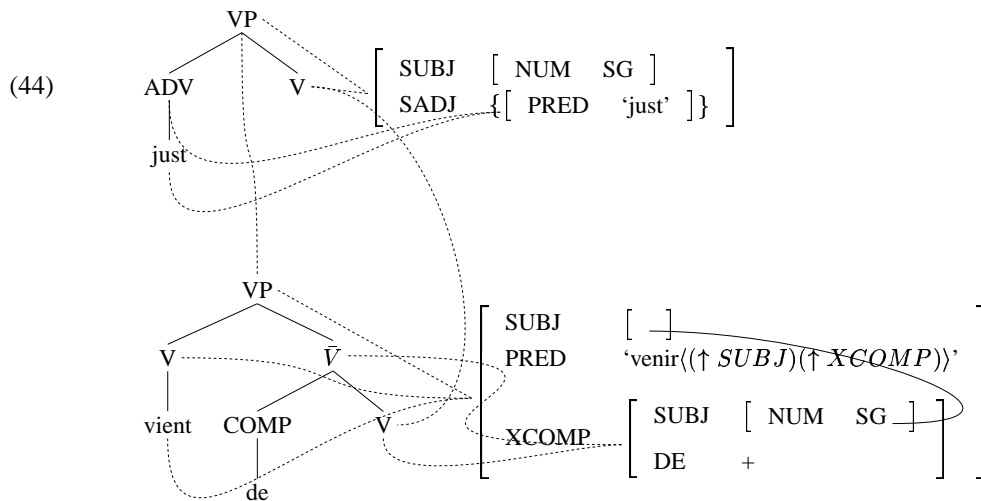 VP
SUBJ [ NUM SG ]
(44) ADV V
SADJ {[ PRED ‘just’ ]}
just
VP
SUBJ [ ]
V V̄ PRED ‘venir⟨(↑ SUBJ)(↑ XCOMP)⟩’
vient COMP V XCOMP SUBJ [ NUM SG ]
DE +
de